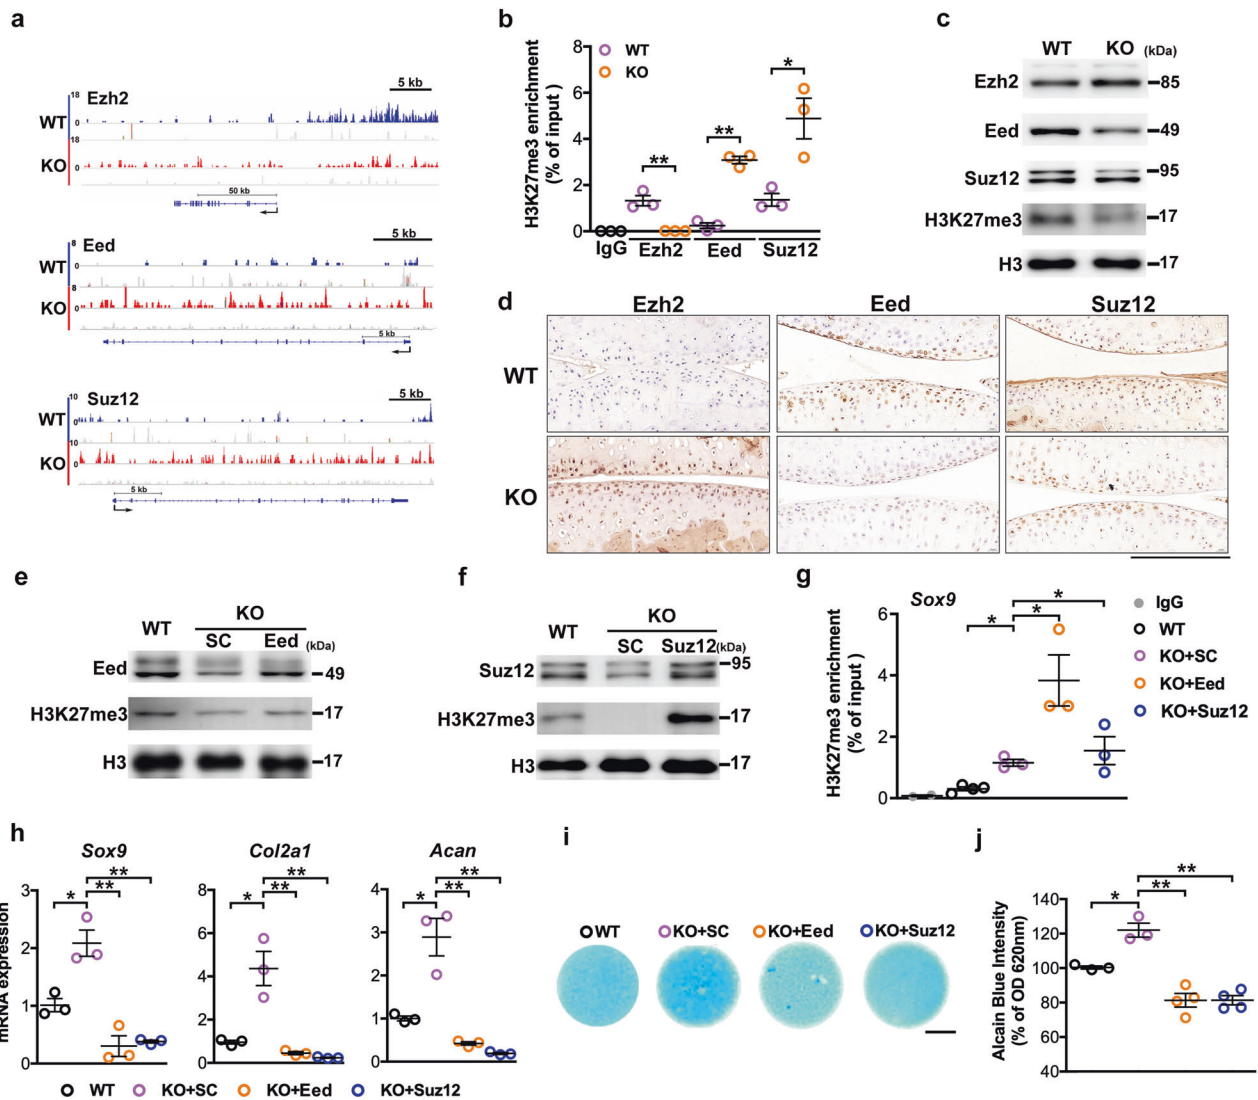 a
Ezh2
5 kb
18
WT
0
18
KO
0
50 kb
Eed
5 kb
8
WT
0
8
KO
0
5 kb
Suz12
5 kb
10
WT
0
10
KO
0
5 kb
b
H3K27me3 enrichment
(% of input )
8
6
4
2
0
WT
KO
**
**
*
IgG
Ezh2
Eed
Suz12
c
WT KO (kDa)
Ezh2 85
Eed 49
Suz12 95
H3K27me3 17
H3 17
d
Ezh2 Eed Suz12
WT
KO
e
KO
WT SC Eed (kDa)
Eed 49
H3K27me3 17
H3 17
f
KO
WT SC Suz12 (kDa)
Suz12 95
H3K27me3 17
H3 17
g
Sox9
H3K27me3 enrichment
(% of input)
6
4
2
0
*
*
*
IgG
WT
KO+SC
KO+Eed
KO+Suz12
h
mRNA expression
Sox9
3
2
1
0
*
**
**
Col2a1
8
6
4
2
0
*
**
**
Acan
4
3
2
1
0
*
**
**
WT KO+SC KO+Eed KO+Suz12
i
WT KO+SC KO+Eed KO+Suz12
j
Alcain Blue Intensity
(% of OD 620nm)
140
120
100
80
60
40
*
**
**